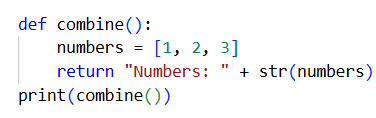 def combine():
    numbers = [1, 2, 3]
    return "Numbers: " + str(numbers)
print(combine())